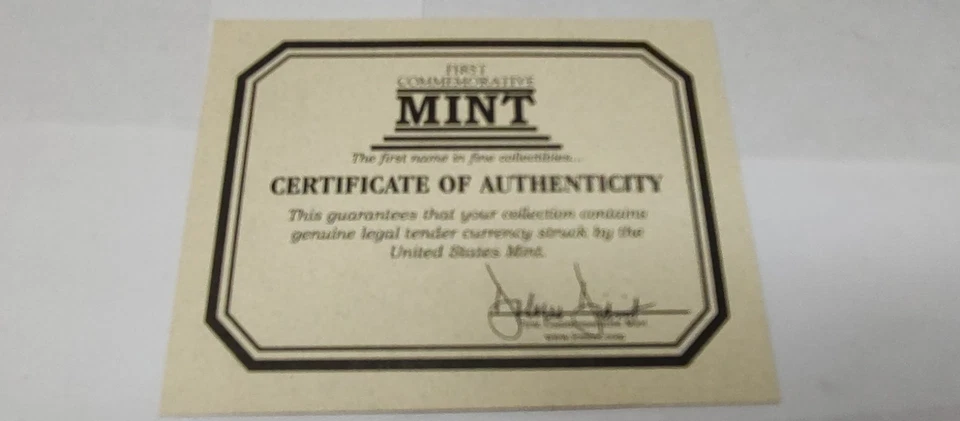 FIRST
COMMEMORATIVE
MINT
The first name in fine collectibles...
CERTIFICATE OF AUTHENTICITY
This guarantees that your collection contains
genuine legal tender currency struck by the
United States Mint.